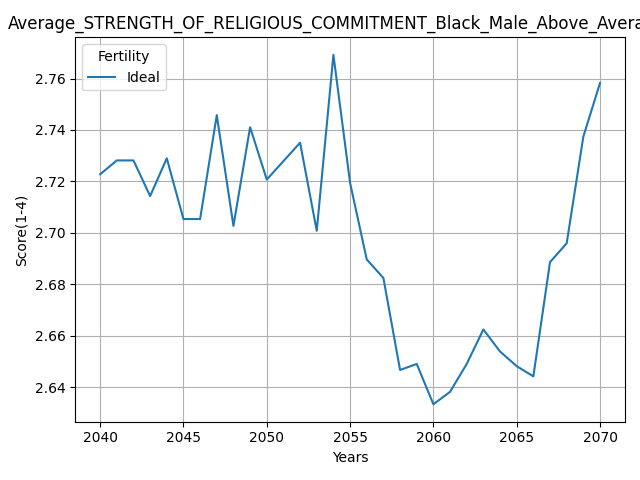 Average_STRENGTH_OF_RELIGIOUS_COMMITMENT_Black_Male_Above_Avera
Fertility
Ideal
Score(1-4)
2.76
2.74
2.72
2.70
2.68
2.66
2.64
2040 2045 2050 2055 2060 2065 2070
Years